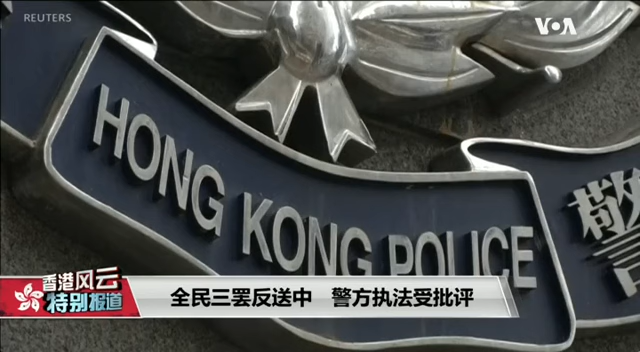 REUTERS
VOA
HONG KONG POLICE
警
香港风云
特别报道
全民三罢反送中 警方执法受批评